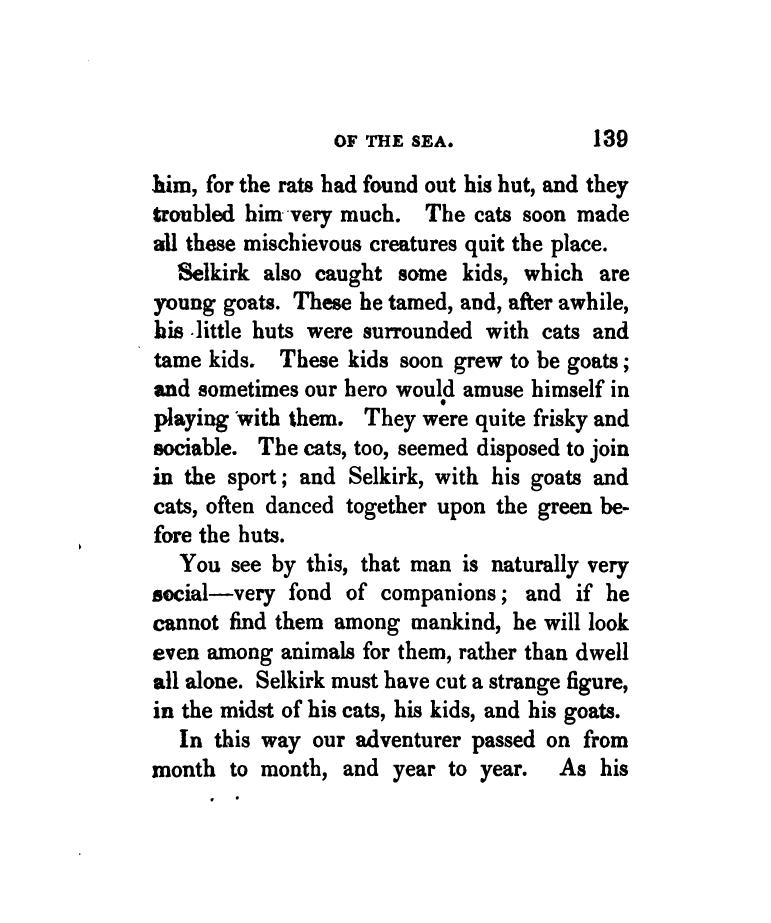 OF THE SEA. 139
him, for the rats had found out his hut, and they
troubled him very much. The cats soon made
all these mischievous creatures quit the place.
Selkirk also caught some kids, which are
young goats. These he tamed, and, after awhile,
his little huts were surrounded with cats and
tame kids. These kids soon grew to be goats;
and sometimes our hero would amuse himself in
playing with them. They were quite frisky and
sociable. The cats, too, seemed disposed to join
in the sport; and Selkirk, with his goats and
cats, often danced together upon the green be-
fore the huts.
You see by this, that man is naturally very
social—very fond of companions; and if he
cannot find them among mankind, he will look
even among animals for them, rather than dwell
all alone. Selkirk must have cut a strange figure,
in the midst of his cats, his kids, and his goats.
In this way our adventurer passed on from
month to month, and year to year. As his